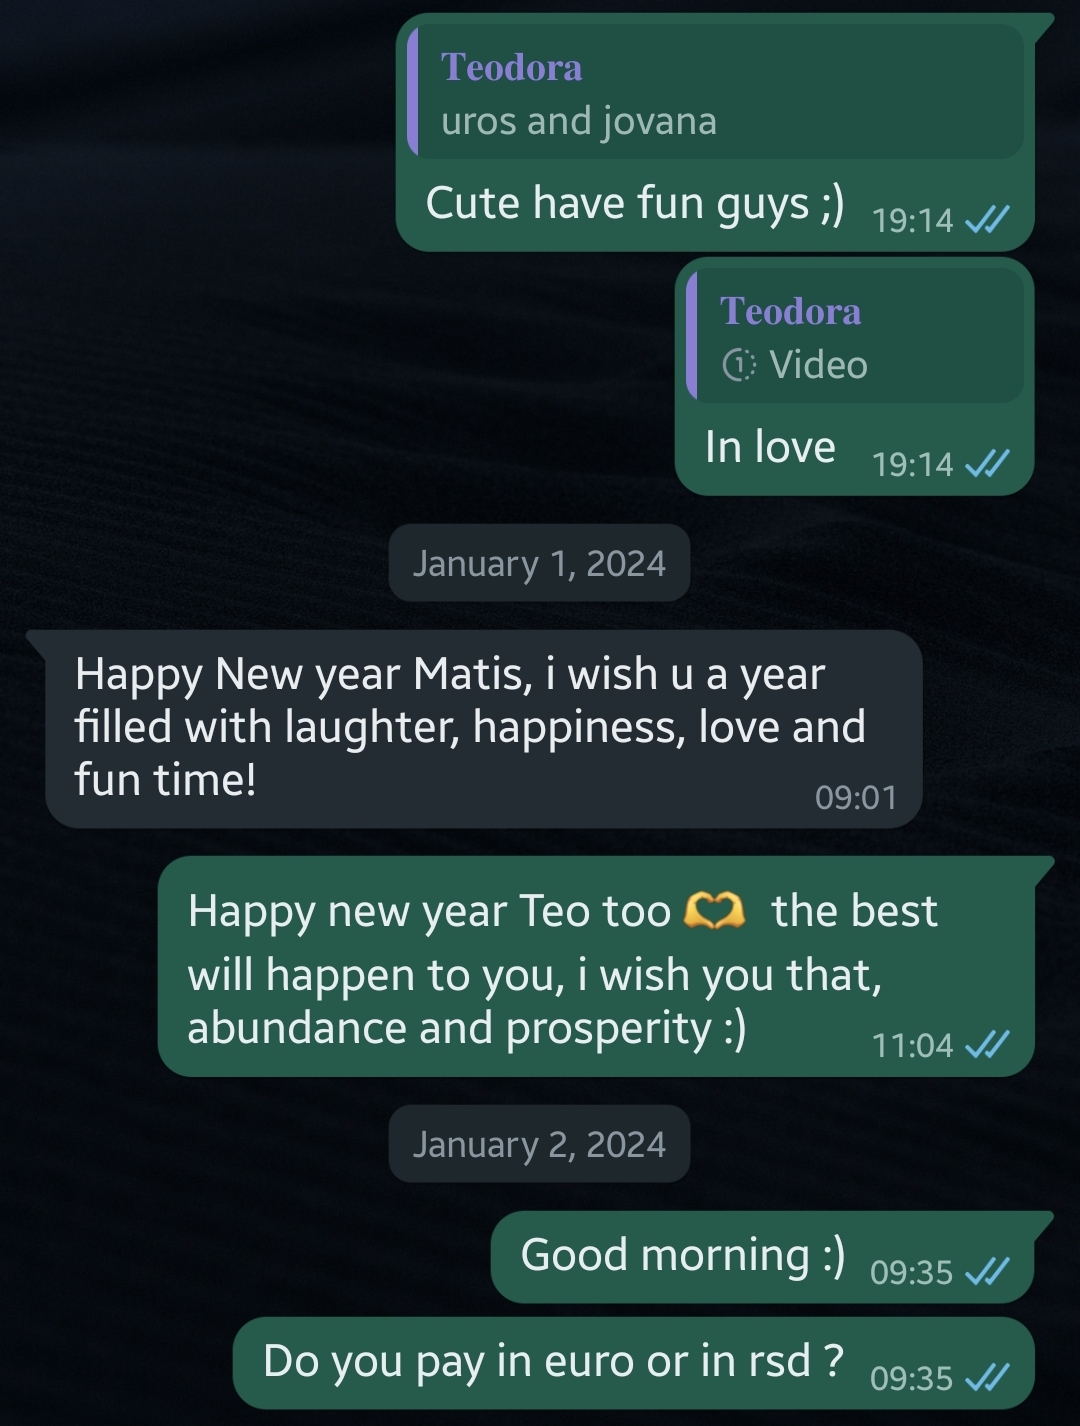 Teodora
uros and jovana
Cute have fun guys ;) 19:14
Teodora
Video
In love 19:14
January 1, 2024
Happy New year Matis, i wish u a year
filled with laughter, happiness, love and
fun time! 09:01
Happy new year Teo too 🫶 the best
will happen to you, i wish you that,
abundance and prosperity :) 11:04
January 2, 2024
Good morning :) 09:35
Do you pay in euro or in rsd ? 09:35